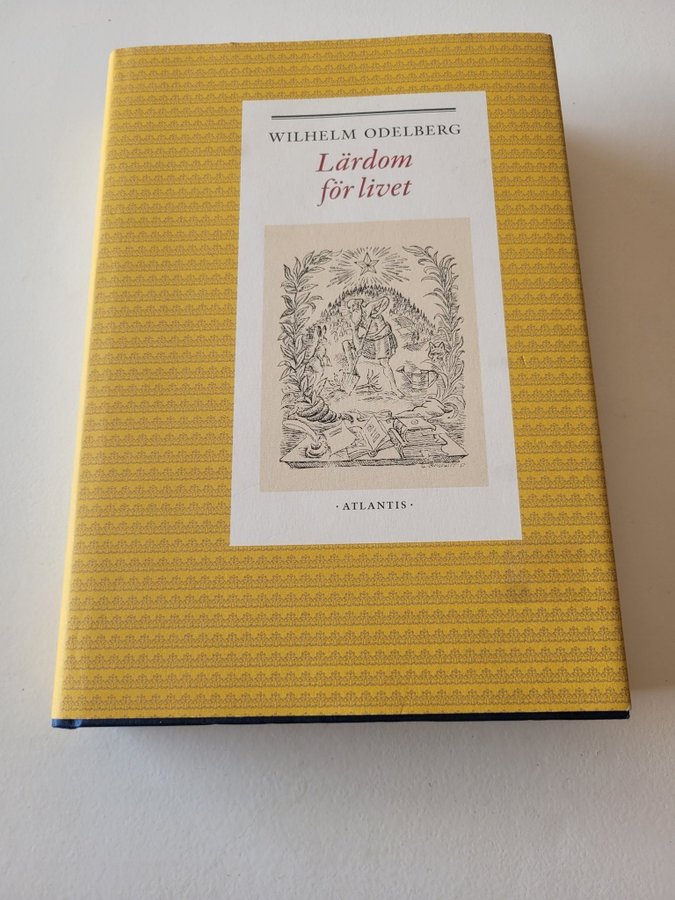 WILHELM ODELBERG
Lärdom
för livet
· ATLANTIS ·